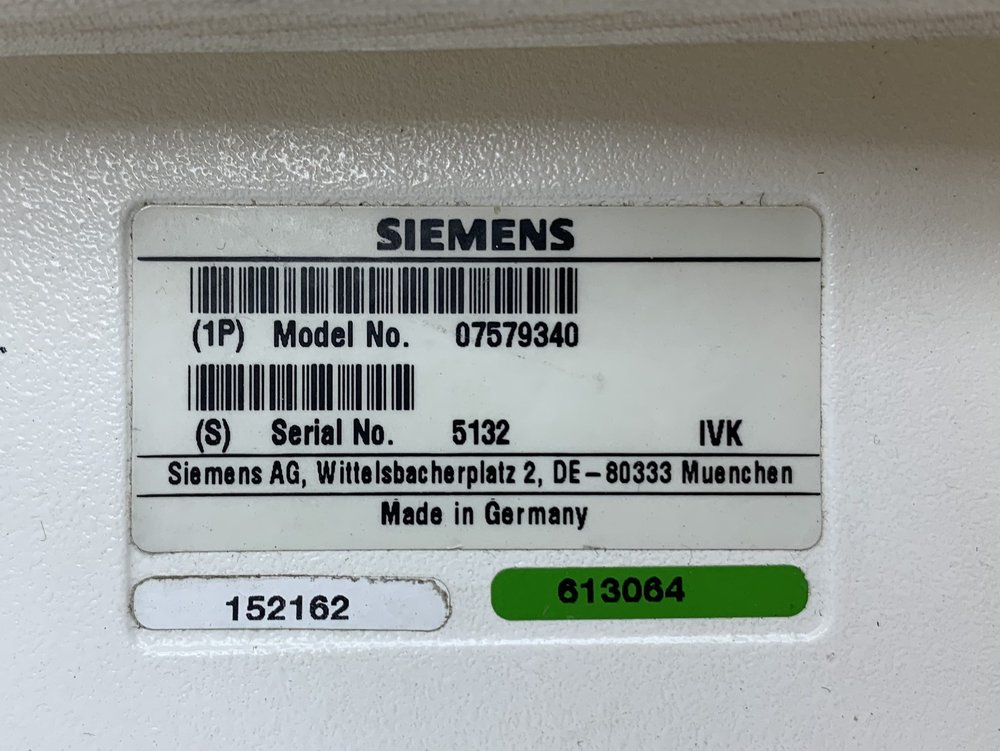 SIEMENS
(1P) Model No. 07579340
(S) Serial No. 5132 IVK
Siemens AG, Wittelsbacherplatz 2, DE-80333 Muenchen
Made in Germany
152162 613064